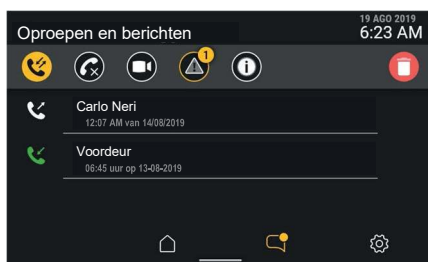 19 AGO 2019
Oproepen en berichten
6:23 AM
1
Carlo Neri
12:07 AM van 14/08/2019
Voordeur
06:45 uur op 13-08-2019